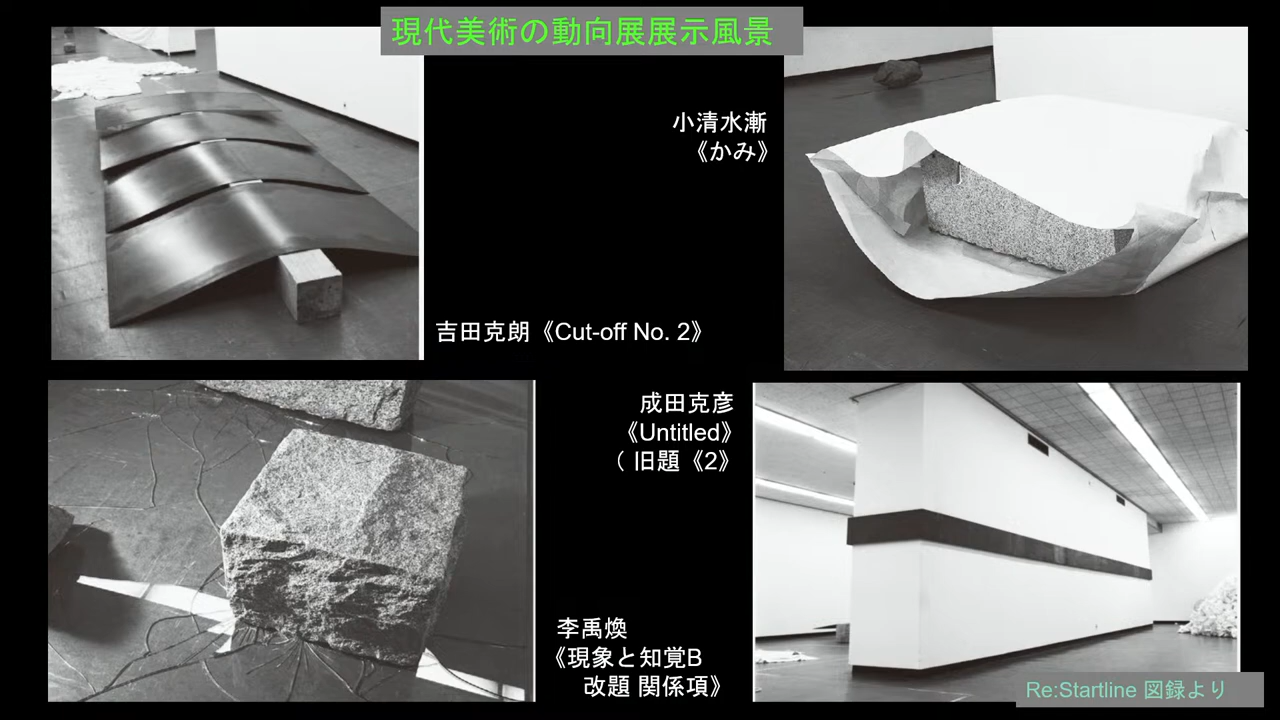 現代美術の動向展展示風景
小清水漸
《かみ》
吉田克朗《Cut-off No. 2》
成田克彦
《Untitled》
（ 旧題《2》
李禹煥
《現象と知覚B
改題 関係項》
Re:Startline 図録より